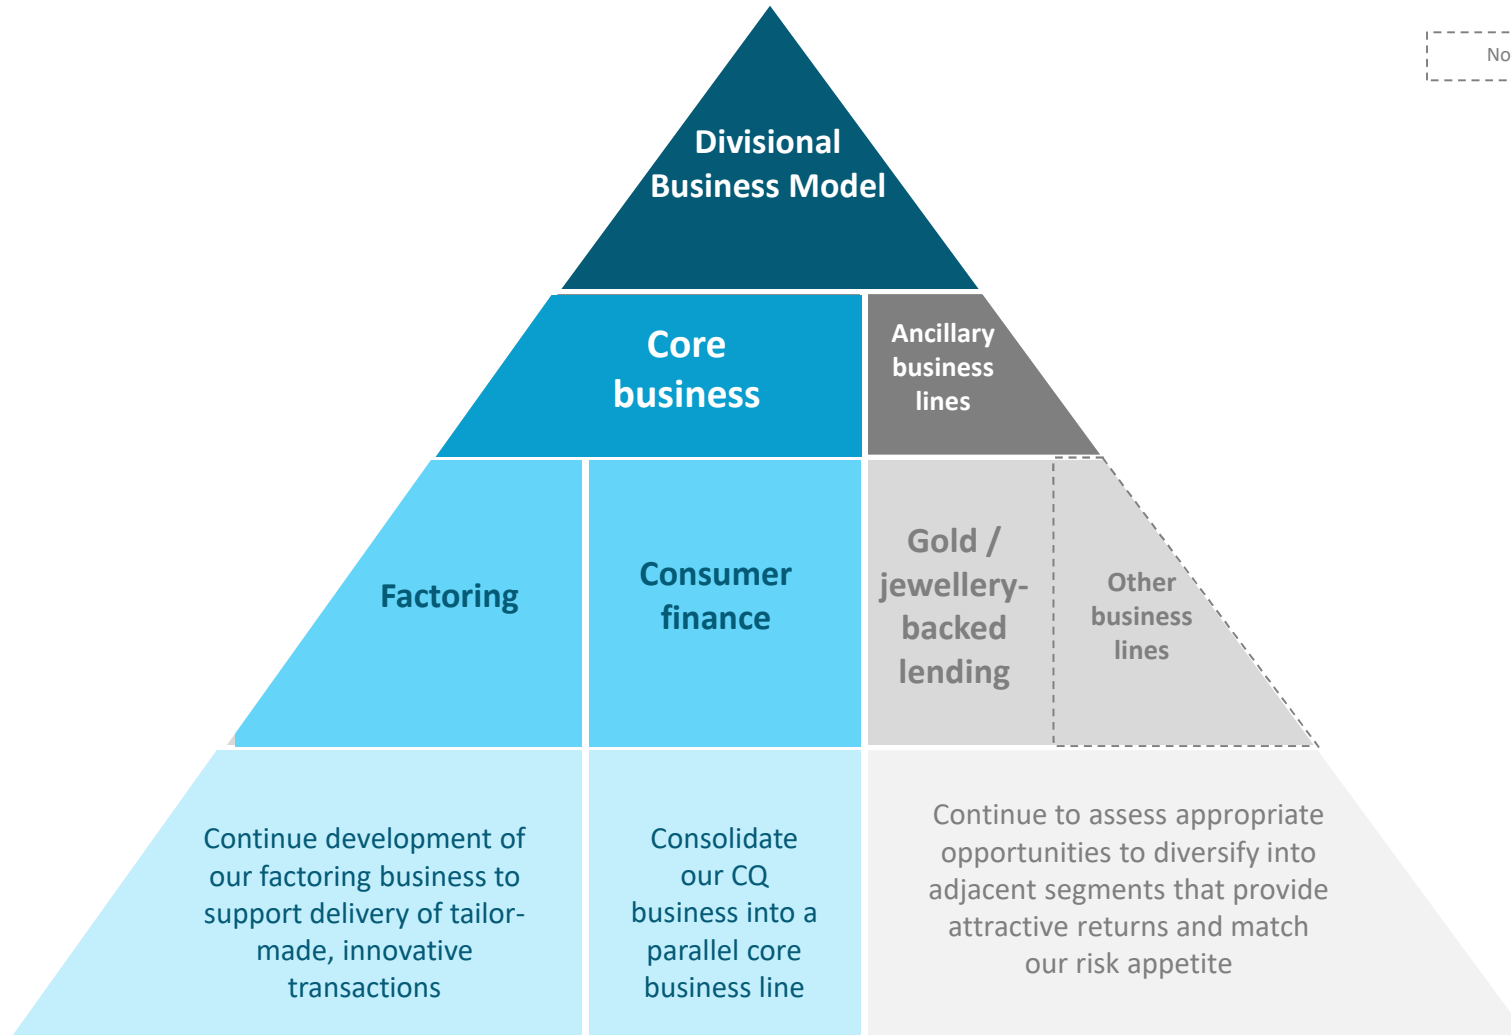 No
Divisional
Business Model
Core
business
Ancillary
business
lines
Factoring
Consumer
finance
Gold /
jewellery-
backed
lending
Other
business
lines
Continue development of
our factoring business to
support delivery of tailor-
made, innovative
transactions
Consolidate
our CQ
business into a
parallel core
business line
Continue to assess appropriate
opportunities to diversify into
adjacent segments that provide
attractive returns and match
our risk appetite